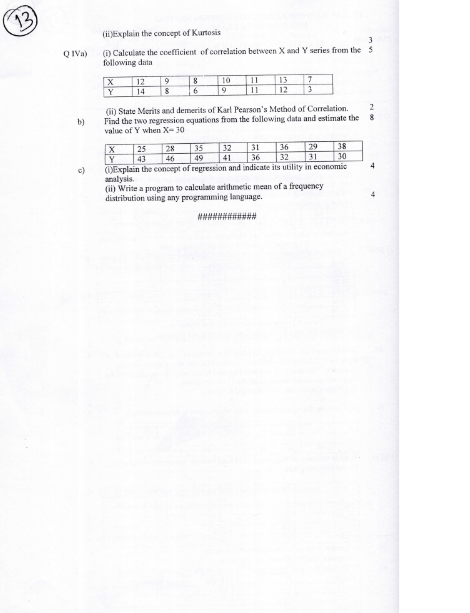 13
(ii)Explain the concept of Kurtosis
3
Q IVa) (i) Calculate the coefficient of correlation between X and Y series from the 5
following data
X 12 9 8 10 11 13 7
Y 14 8 6 9 11 12 3
(ii) State Merits and demerits of Karl Pearson's Method of Correlation. 2
b) Find the two regression equations from the following data and estimate the 8
value of Y when X= 30
X 25 28 35 32 31 36 29 38
Y 43 46 49 41 36 32 31 30
c) (i)Explain the concept of regression and indicate its utility in economic 4
analysis.
(ii) Write a program to calculate arithmetic mean of a frequency
distribution using any programming language. 4
############